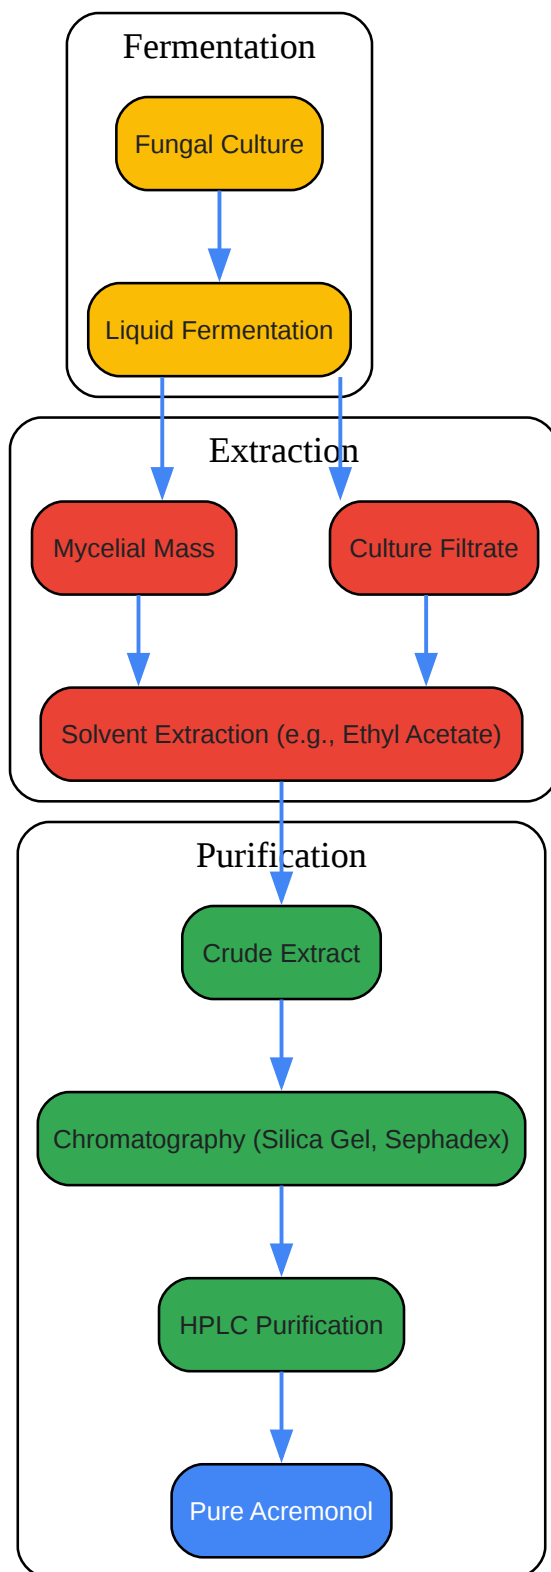 Fermentation
Fungal Culture
Liquid Fermentation
Extraction
Mycelial Mass
Culture Filtrate
Solvent Extraction (e.g., Ethyl Acetate)
Purification
Crude Extract
Chromatography (Silica Gel, Sephadex)
HPLC Purification
Pure Acremonol